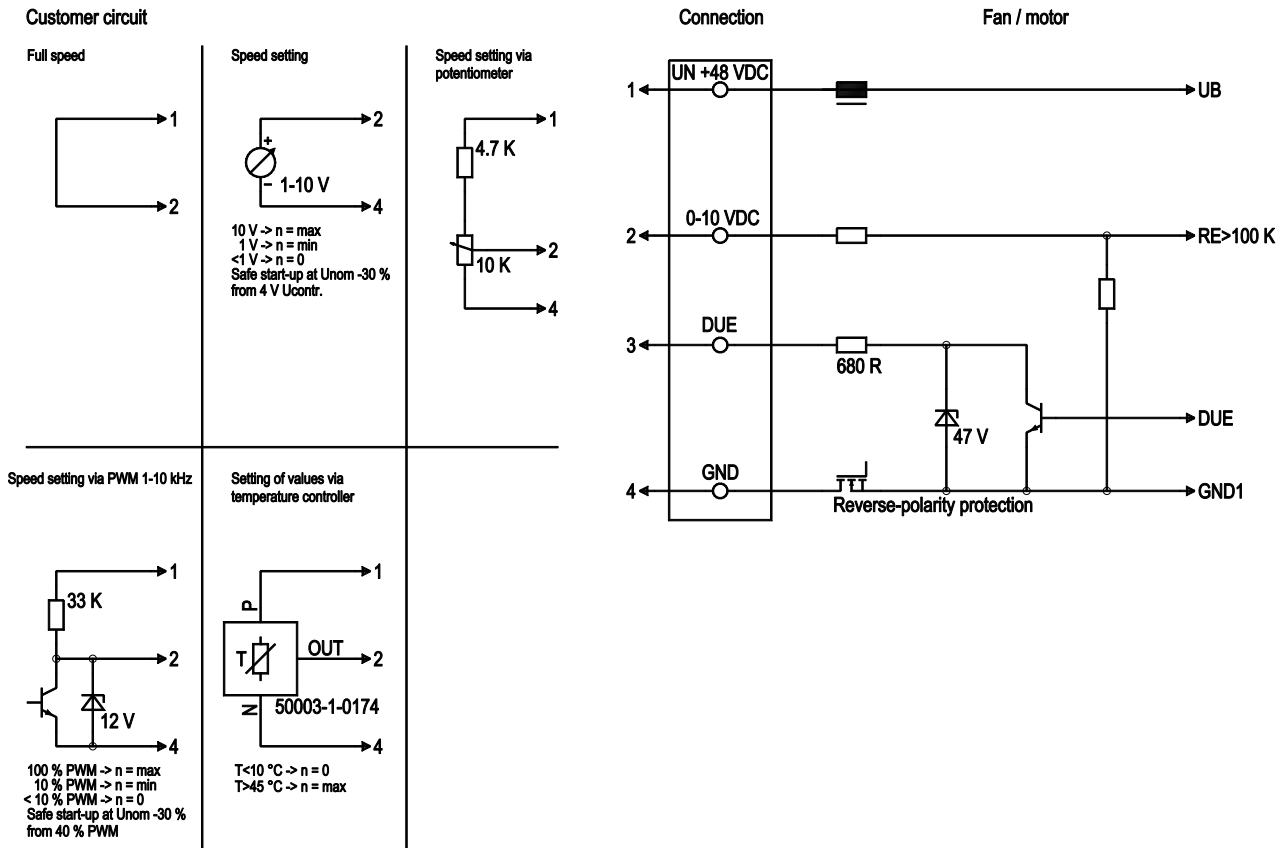 Customer circuit
Full speed
1
2
Speed setting
2
+
–
1-10 V
4
10 V -> n = max
1 V -> n = min
<1 V -> n = 0
Safe start-up at Unom -30 %
from 4 V Ucontr.
Speed setting via
potentiometer
1
4.7 K
2
10 K
4
Speed setting via PWM 1-10 kHz
1
33 K
2
12 V
4
100 % PWM -> n = max
10 % PWM -> n = min
< 10 % PWM -> n = 0
Safe start-up at Unom -30 %
from 40 % PWM
Setting of values via
temperature controller
1
P
T
OUT
2
N
50003-1-0174
4
T<10 °C -> n = 0
T>45 °C -> n = max
Connection
Fan / motor
UN +48 VDC
1
UB
0-10 VDC
2
RE>100 K
DUE
3
680 R
47 V
DUE
GND
4
GND1
Reverse-polarity protection